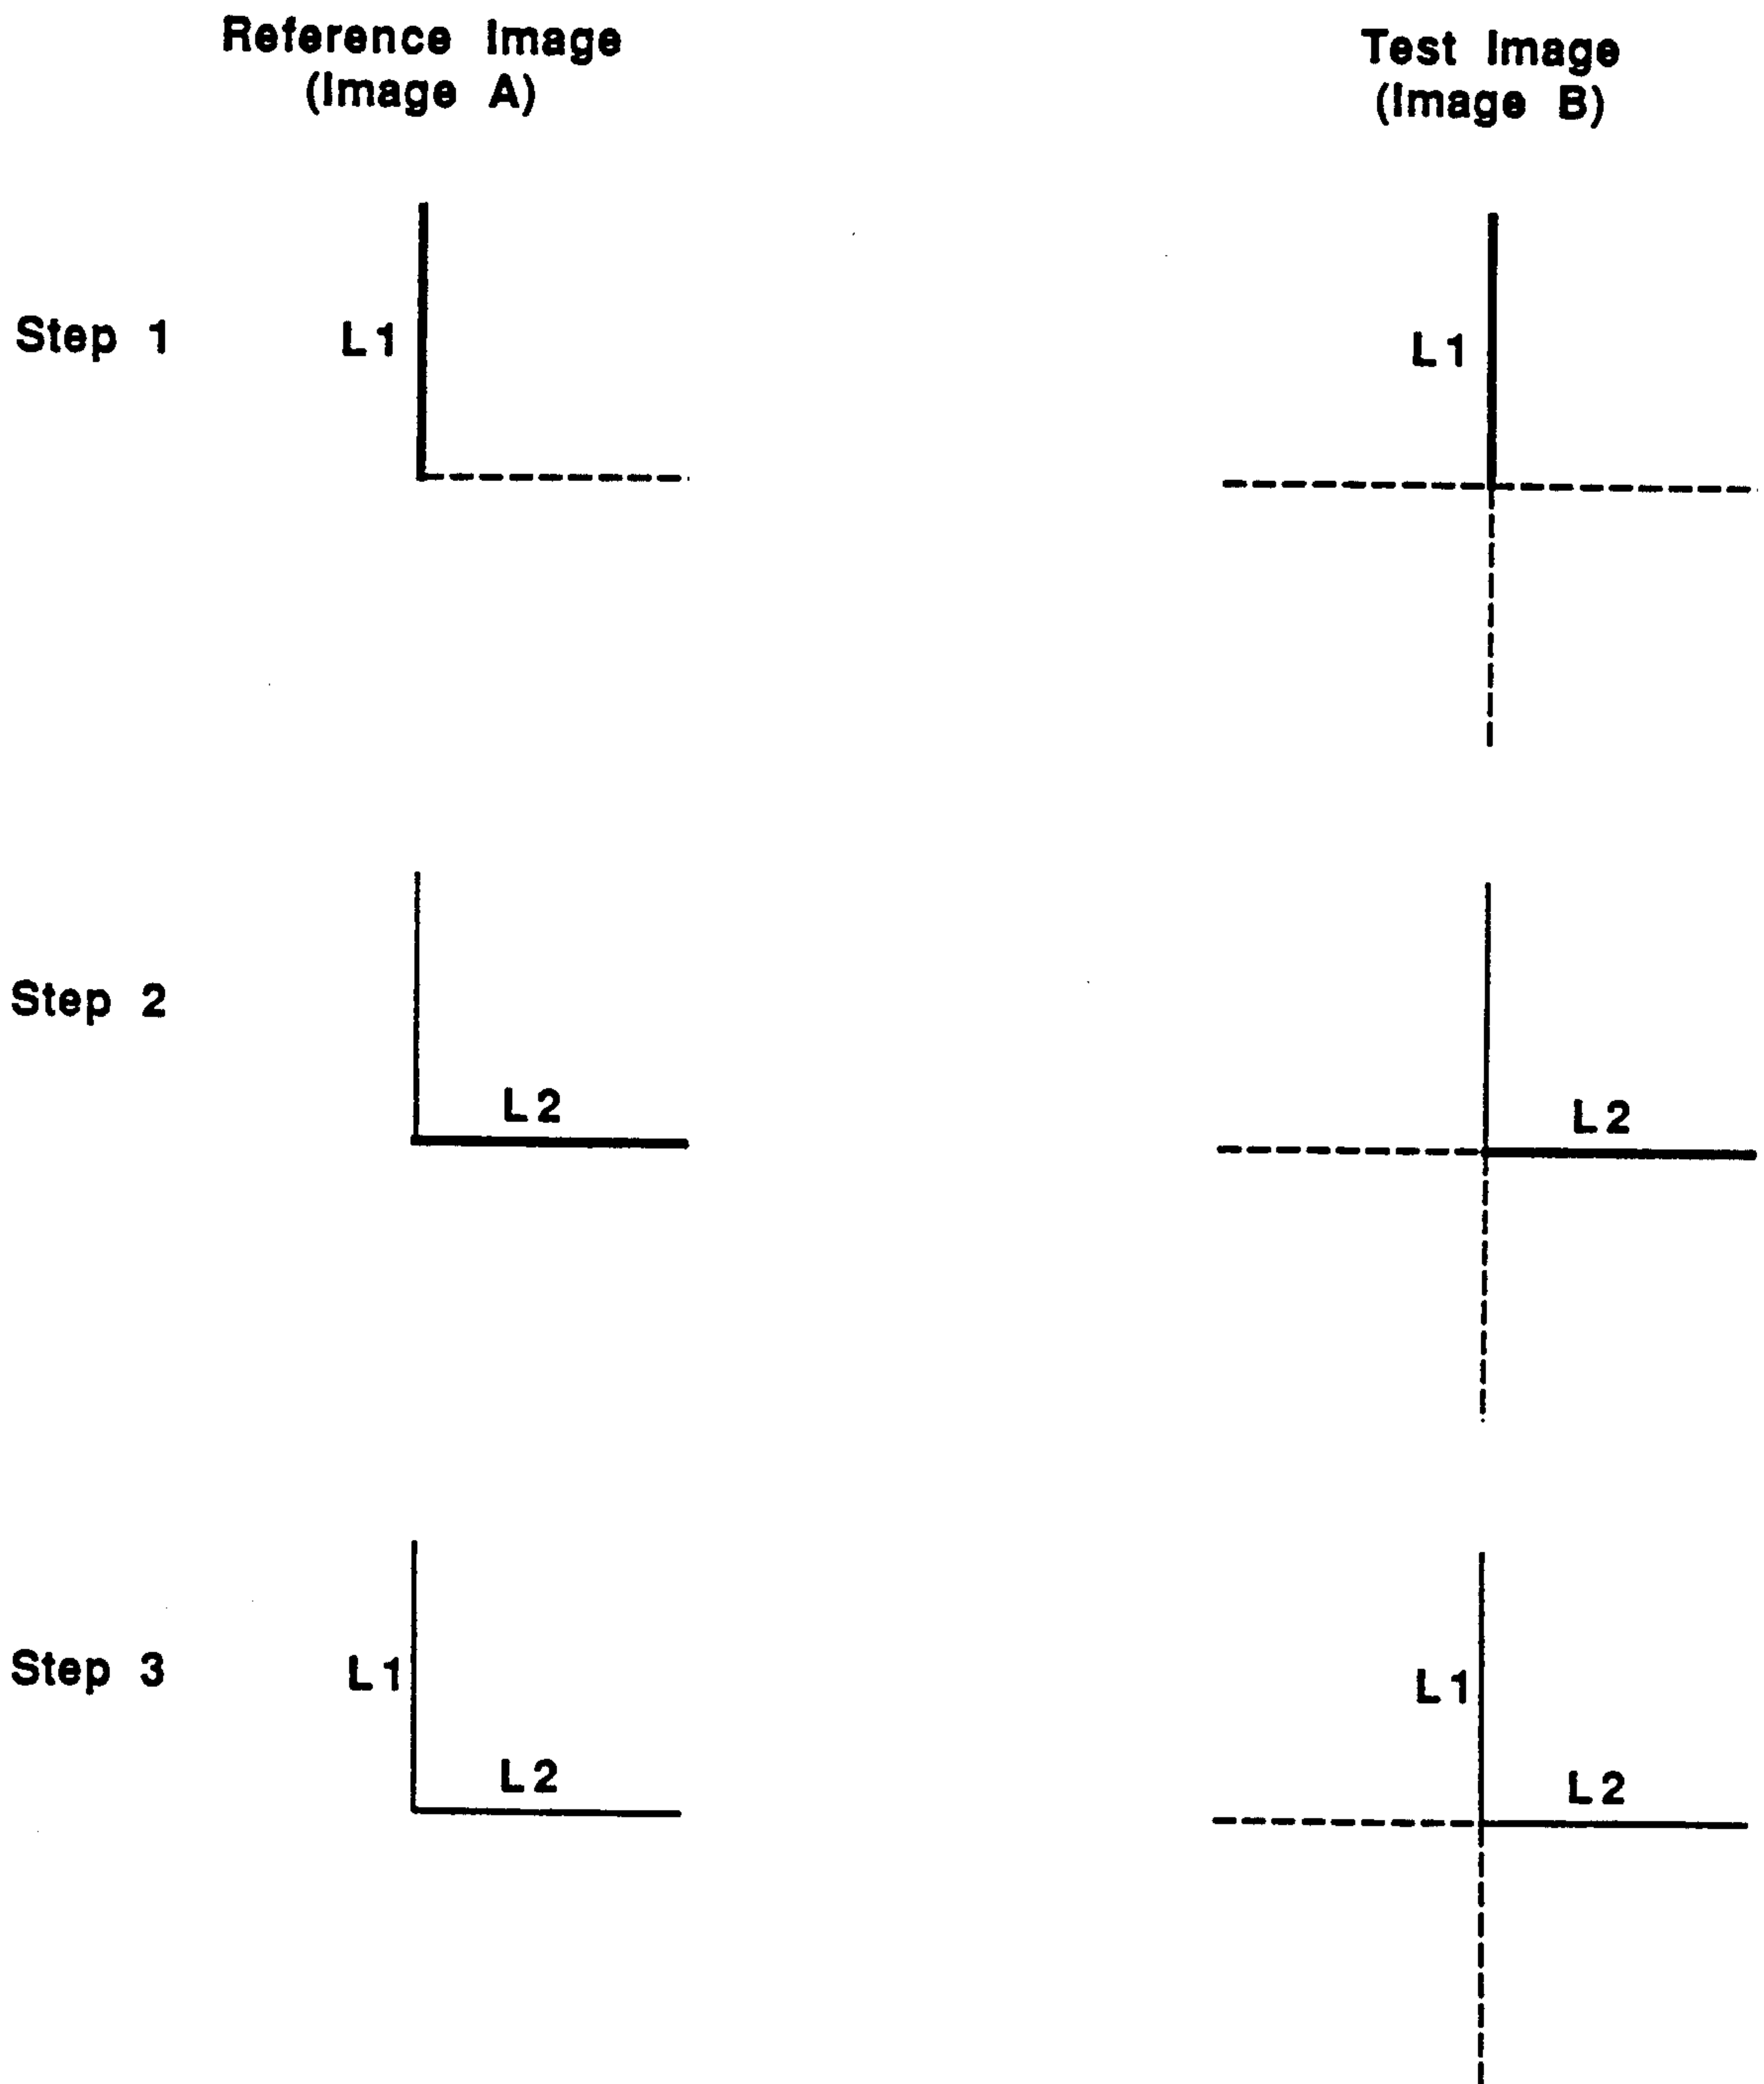 Reference Image
(Image A)
Test Image
(Image B)
Step 1
L1
L1
Step 2
L2
L2
Step 3
L1
L2
L1
L2